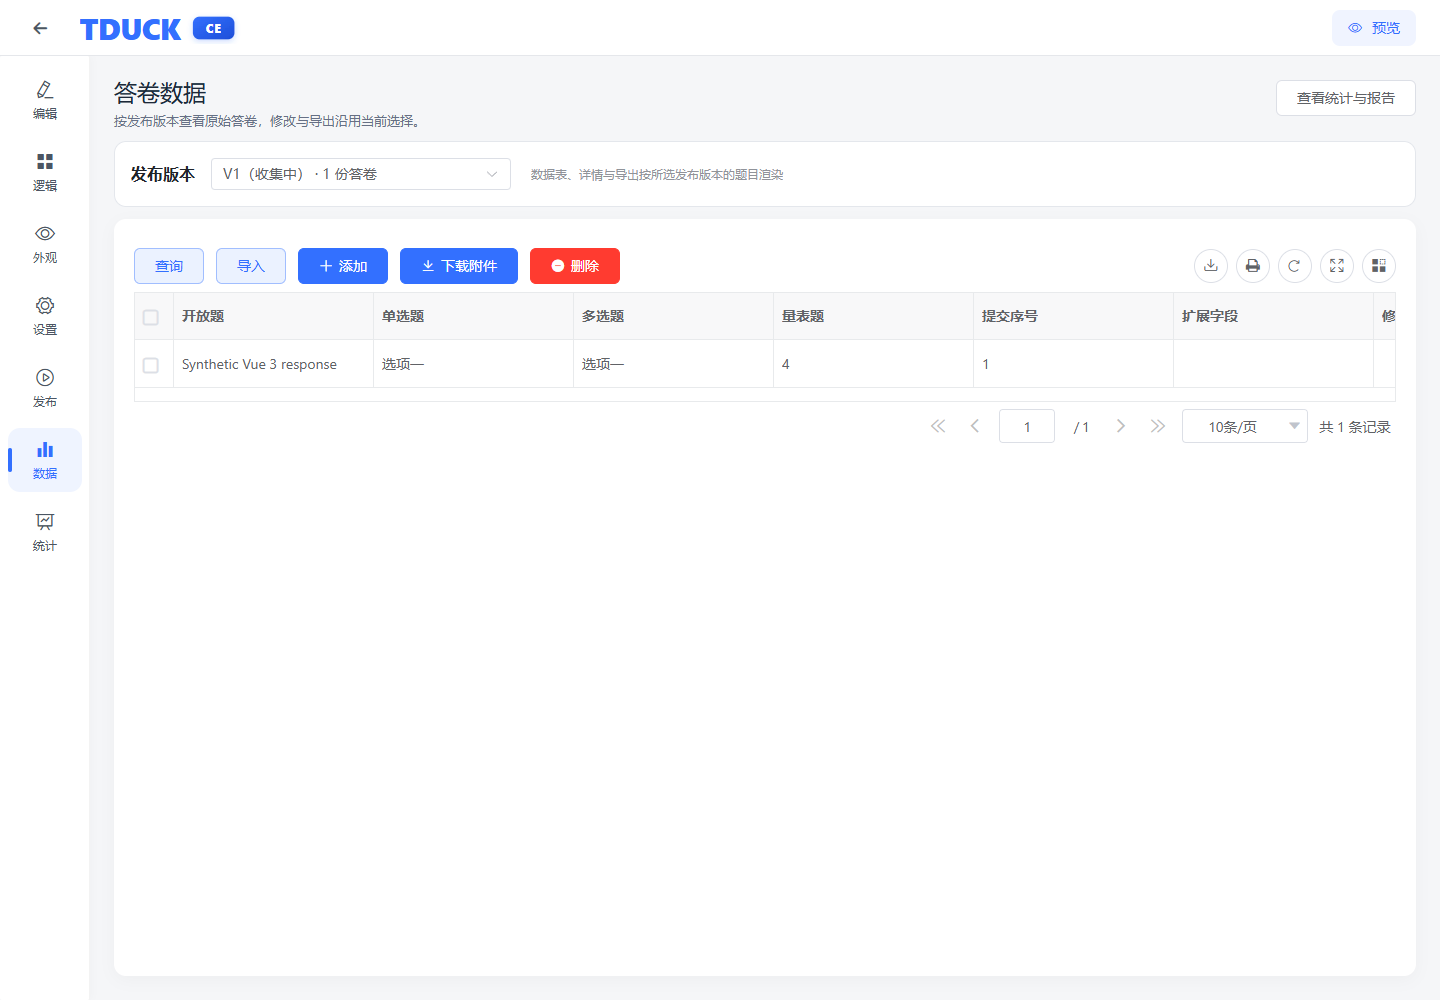 TDUCK CE
预览
编辑
逻辑
外观
设置
发布
数据
统计
答卷数据
按发布版本查看原始答卷，修改与导出沿用当前选择。
查看统计与报告
发布版本 V1（收集中） · 1 份答卷 数据表、详情与导出按所选发布版本的题目渲染
查询 导入 添加 下载附件 删除
开放题 单选题 多选题 量表题 提交序号 扩展字段 修
Synthetic Vue 3 response 选项一 选项一 4 1
1 / 1 10条/页 共 1 条记录